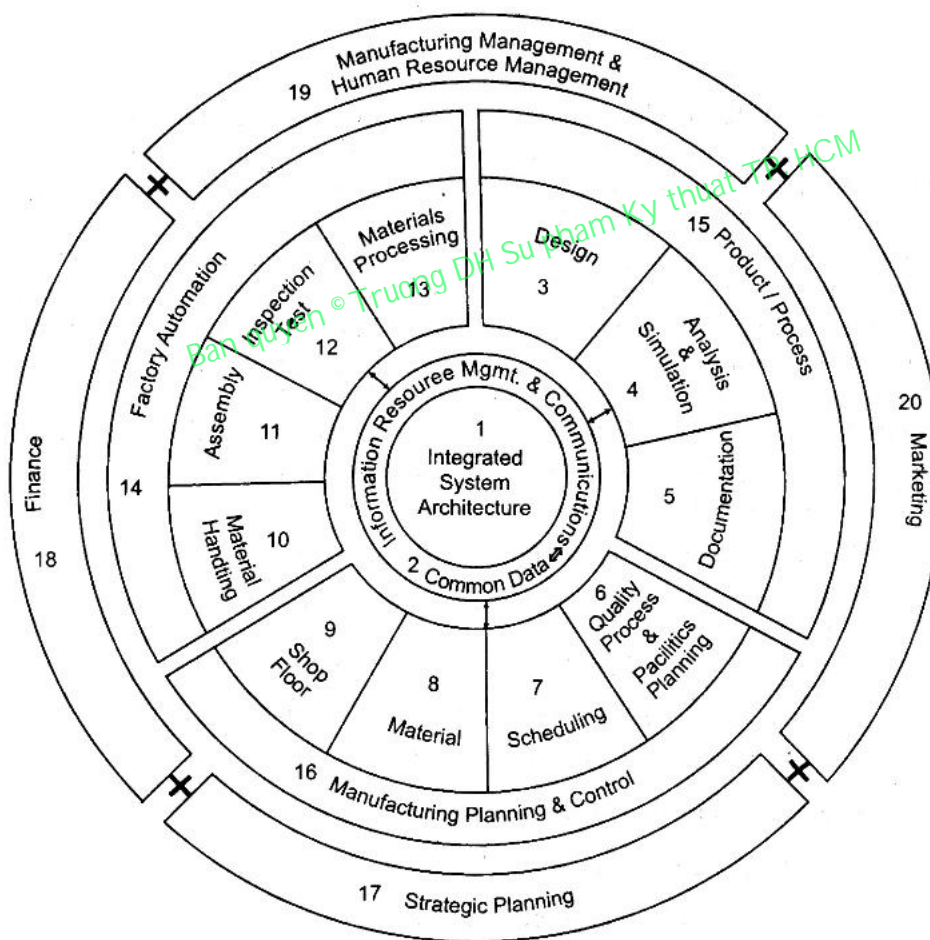 19 Manufacturing Management &
Human Resource Management
Ban quyen © Truong DH Su pham Ky thuat TP. HCM
Materials
Processing
13
Design
3
15 Product / Process
Factory Automation
14
Inspection
Test
12
Analysis
&
Simulation
4
Assembly
11
Information Resouree Mgmt. & Communicutions
1
Integrated
System
Architecture
2 Common Data ⇔
20
Marketing
Finance
18
5
Documentation
10
Material
Handting
6
Quality
Process
&
Pacilitics
Planning
9
Shop
Floor
8
Material
7
Scheduling
16 Manufacturing Planning & Control
17 Strategic Planning